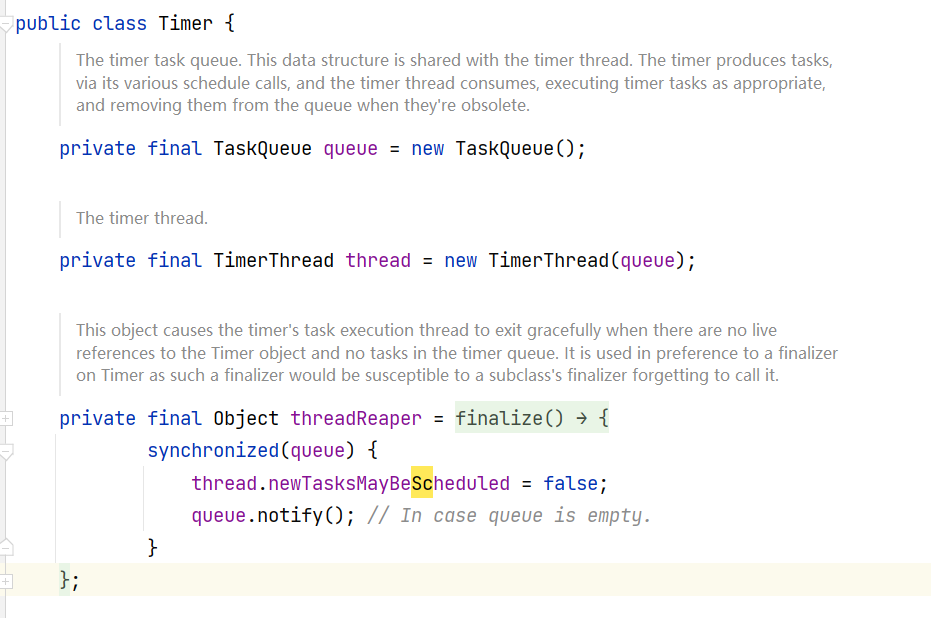 public class Timer {
The timer task queue. This data structure is shared with the timer thread. The timer produces tasks,
via its various schedule calls, and the timer thread consumes, executing timer tasks as appropriate,
and removing them from the queue when they're obsolete.
private final TaskQueue queue = new TaskQueue();
The timer thread.
private final TimerThread thread = new TimerThread(queue);
This object causes the timer's task execution thread to exit gracefully when there are no live
references to the Timer object and no tasks in the timer queue. It is used in preference to a finalizer
on Timer as such a finalizer would be susceptible to a subclass's finalizer forgetting to call it.
private final Object threadReaper = finalize() → {
synchronized(queue) {
thread.newTasksMayBeScheduled = false;
queue.notify(); // In case queue is empty.
}
};